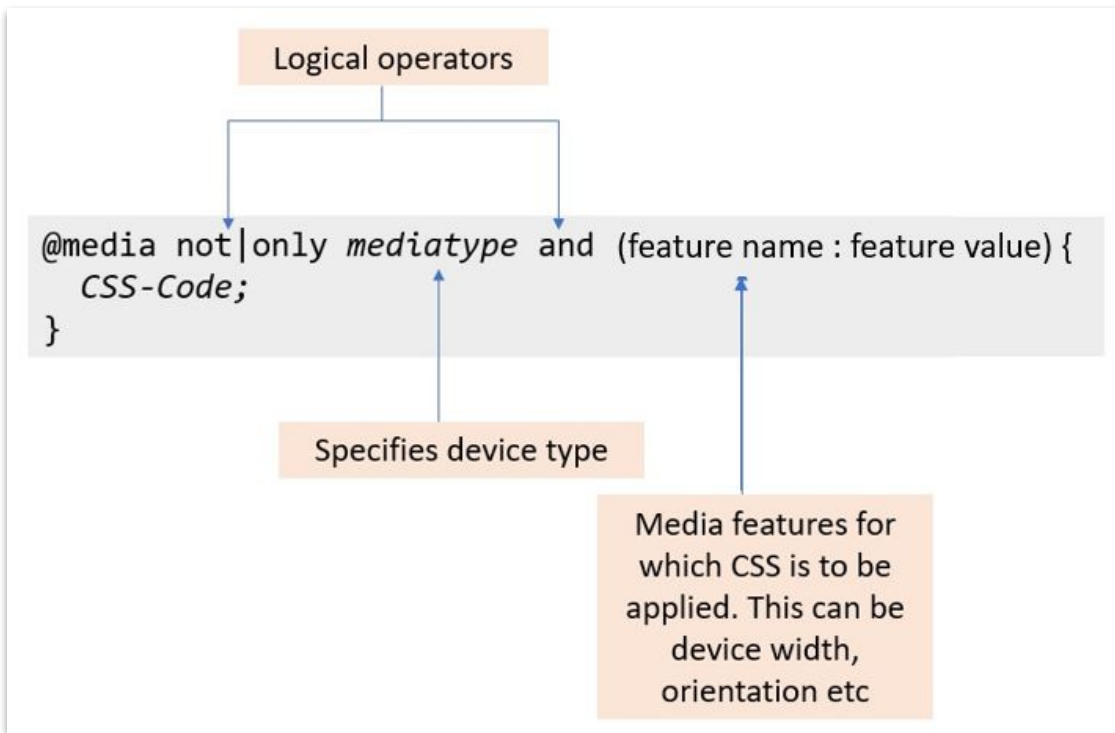 Logical operators
@media not|only mediatype and (feature name : feature value) {
CSS-Code;
}
Specifies device type
Media features for
which CSS is to be
applied. This can be
device width,
orientation etc